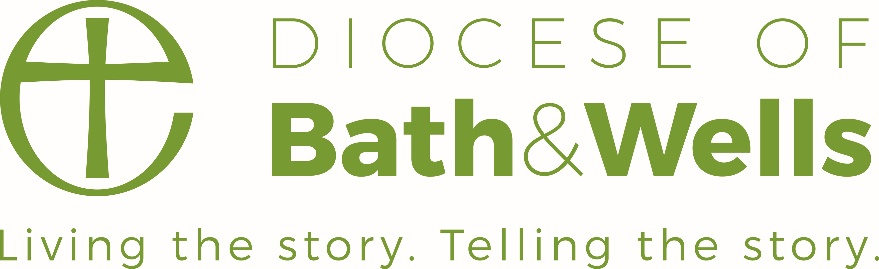 DIOCESE OF
Bath&Wells
Living the story. Telling the story.